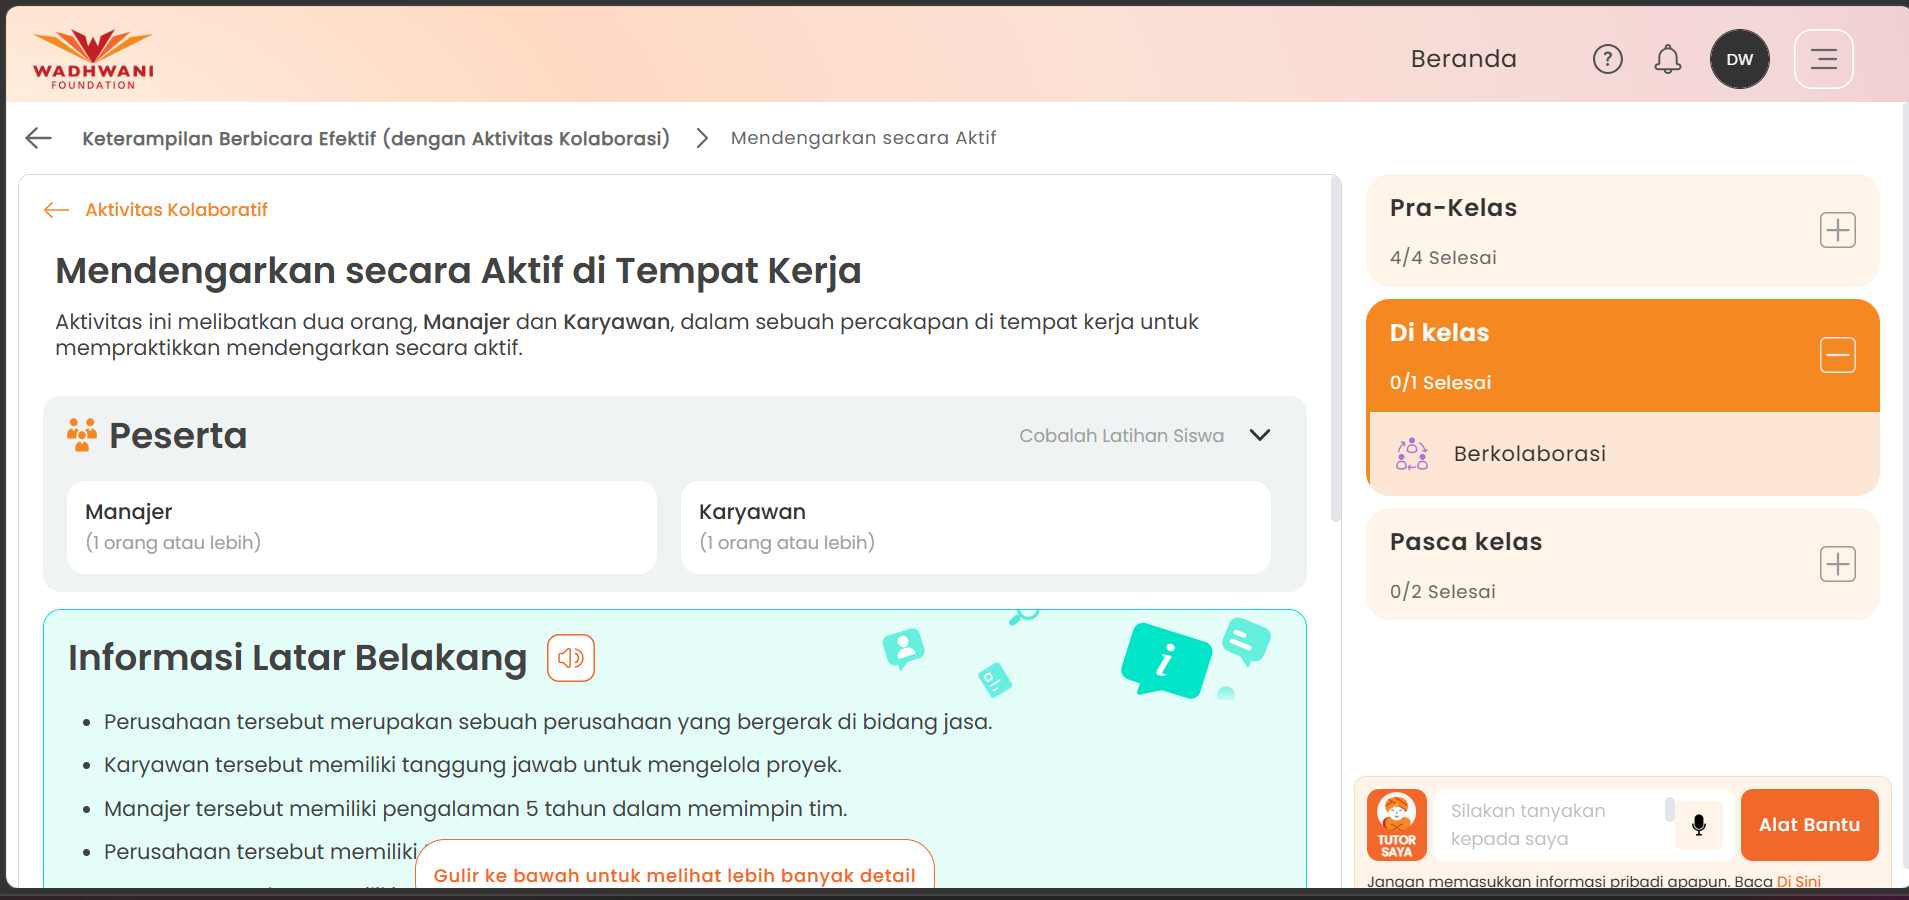 WADHWANI
FOUNDATION
Beranda
?
DW
Keterampilan Berbicara Efektif (dengan Aktivitas Kolaborasi)
Mendengarkan secara Aktif
Aktivitas Kolaboratif
Mendengarkan secara Aktif di Tempat Kerja
Aktivitas ini melibatkan dua orang, Manajer dan Karyawan, dalam sebuah percakapan di tempat kerja untuk
mempraktikkan mendengarkan secara aktif.
Peserta
Cobalah Latihan Siswa
Manajer
(1 orang atau lebih)
Karyawan
(1 orang atau lebih)
Informasi Latar Belakang
i
Perusahaan tersebut merupakan sebuah perusahaan yang bergerak di bidang jasa.
Karyawan tersebut memiliki tanggung jawab untuk mengelola proyek.
Manajer tersebut memiliki pengalaman 5 tahun dalam memimpin tim.
Perusahaan tersebut memiliki
Gulir ke bawah untuk melihat lebih banyak detail
Pra-Kelas
4/4 Selesai
Di kelas
0/1 Selesai
Berkolaborasi
Pasca kelas
0/2 Selesai
TUTOR
SAYA
Silakan tanyakan
kepada saya
Alat Bantu
Jangan memasukkan informasi pribadi apapun. Baca Di Sini